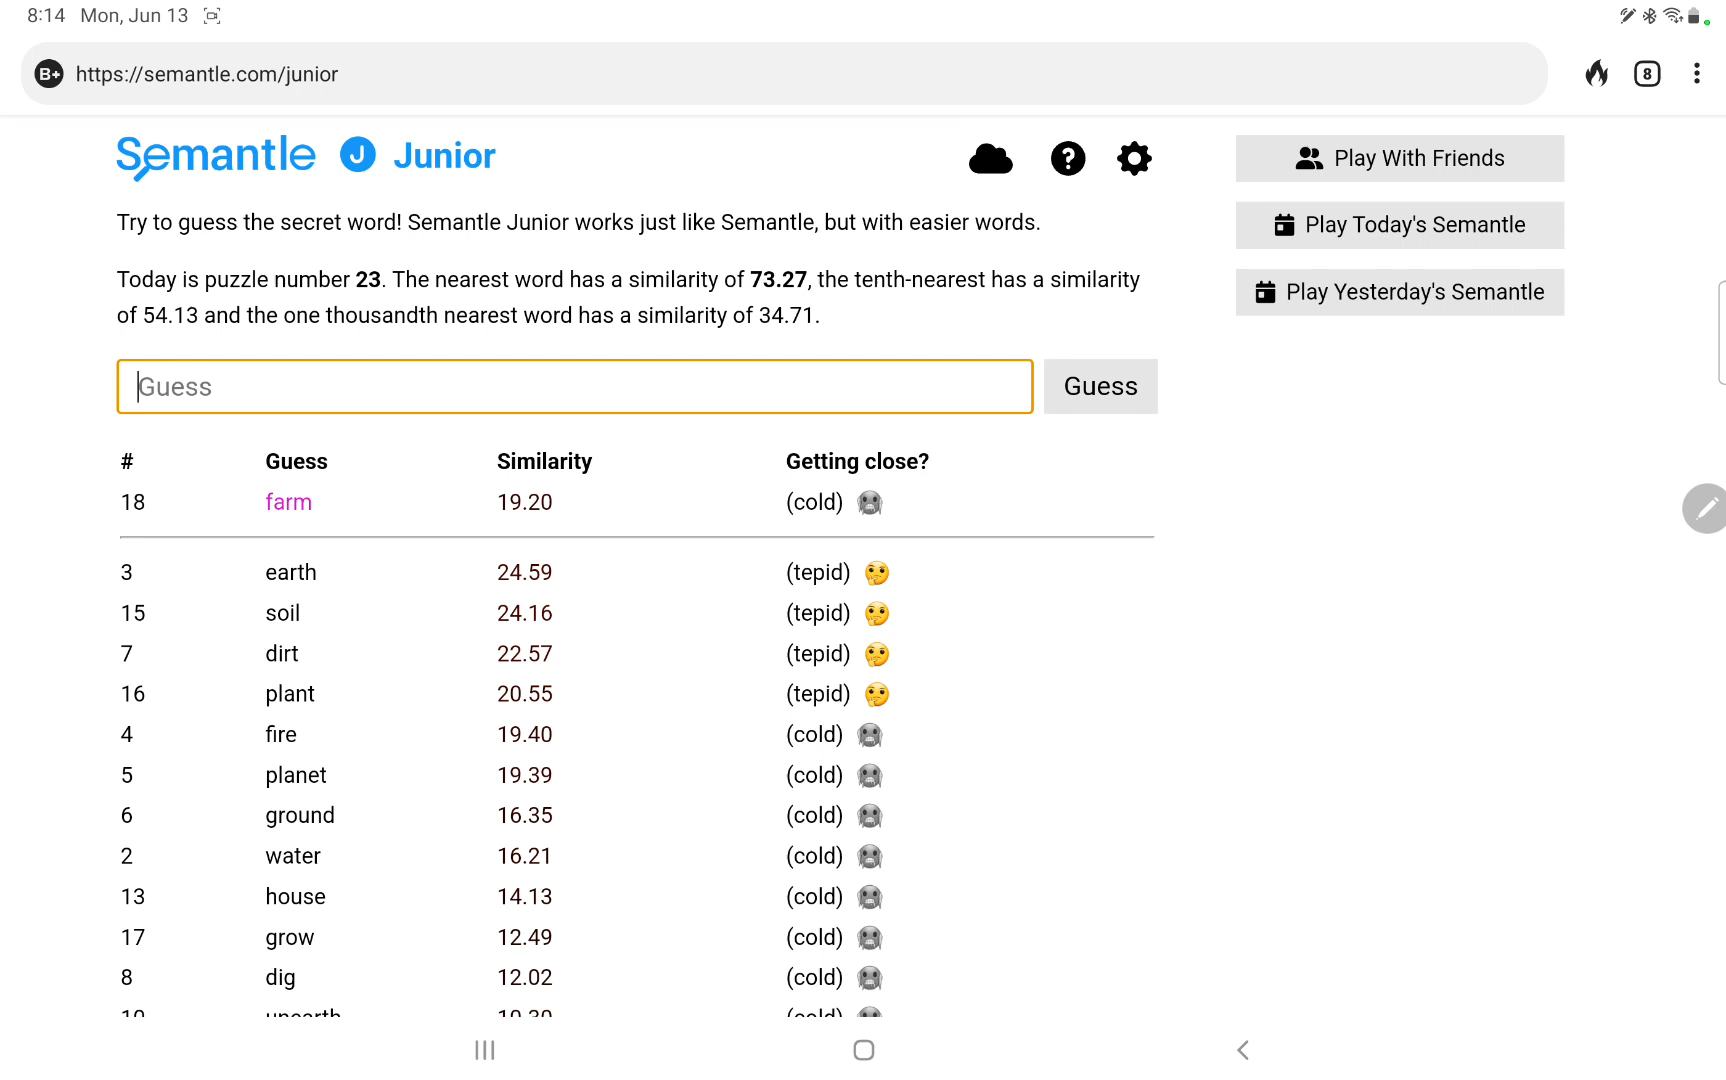 8:14 Mon, Jun 13
B+ https://semantle.com/junior 8
Semantle J Junior
Play With Friends
Try to guess the secret word! Semantle Junior works just like Semantle, but with easier words.
Play Today's Semantle
Today is puzzle number 23. The nearest word has a similarity of 73.27, the tenth-nearest has a similarity
of 54.13 and the one thousandth nearest word has a similarity of 34.71.
Play Yesterday's Semantle
Guess Guess
# Guess Similarity Getting close?
18 farm 19.20 (cold)
3 earth 24.59 (tepid)
15 soil 24.16 (tepid)
7 dirt 22.57 (tepid)
16 plant 20.55 (tepid)
4 fire 19.40 (cold)
5 planet 19.39 (cold)
6 ground 16.35 (cold)
2 water 16.21 (cold)
13 house 14.13 (cold)
17 grow 12.49 (cold)
8 dig 12.02 (cold)
10 unearth 10.30 (cold)